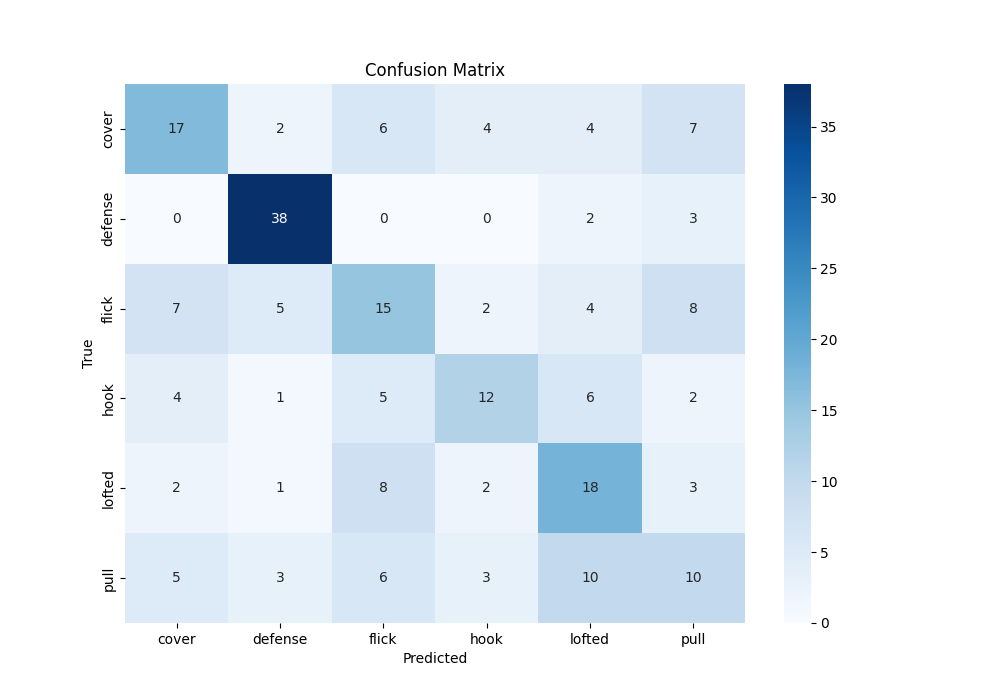 Confusion Matrix
cover 17 2 6 4 4 7
defense 0 38 0 0 2 3
flick 7 5 15 2 4 8
hook 4 1 5 12 6 2
lofted 2 1 8 2 18 3
pull 5 3 6 3 10 10
True
cover defense flick hook lofted pull
Predicted
35
30
25
20
15
10
5
0